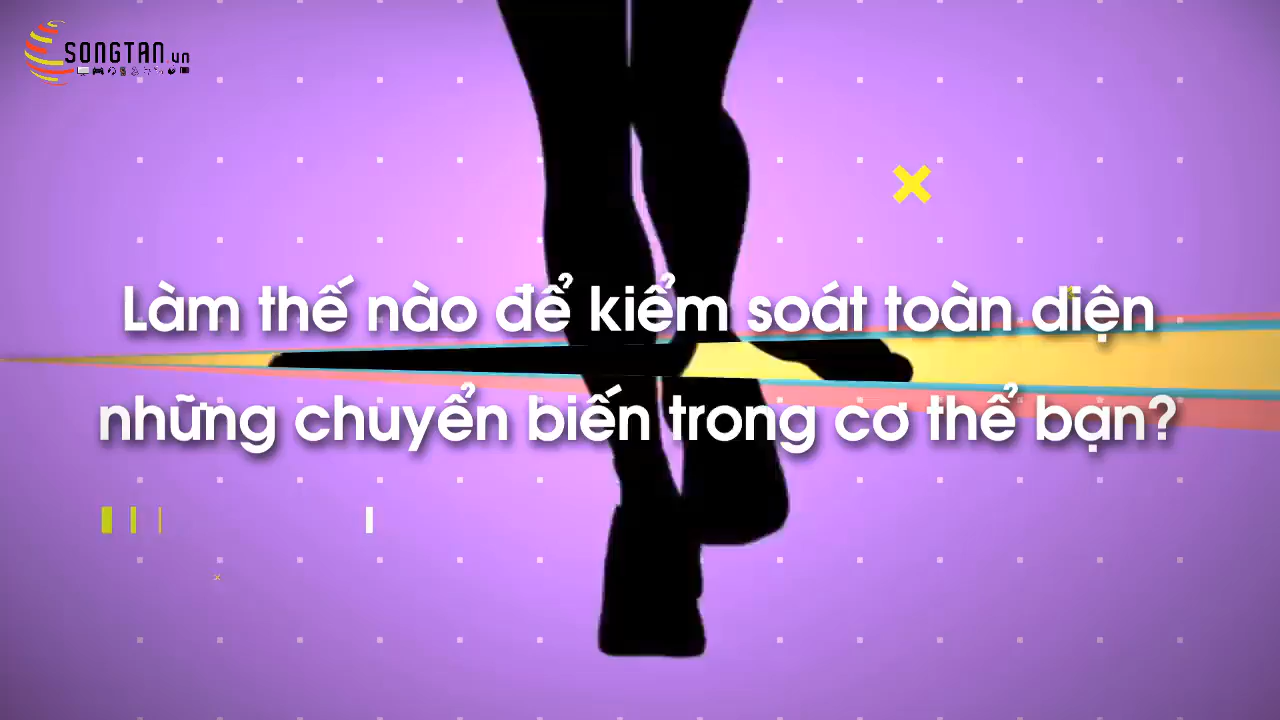 SONGTAN.vn
Làm thế nào để kiểm soát toàn diện
những chuyển biến trong cơ thể bạn?